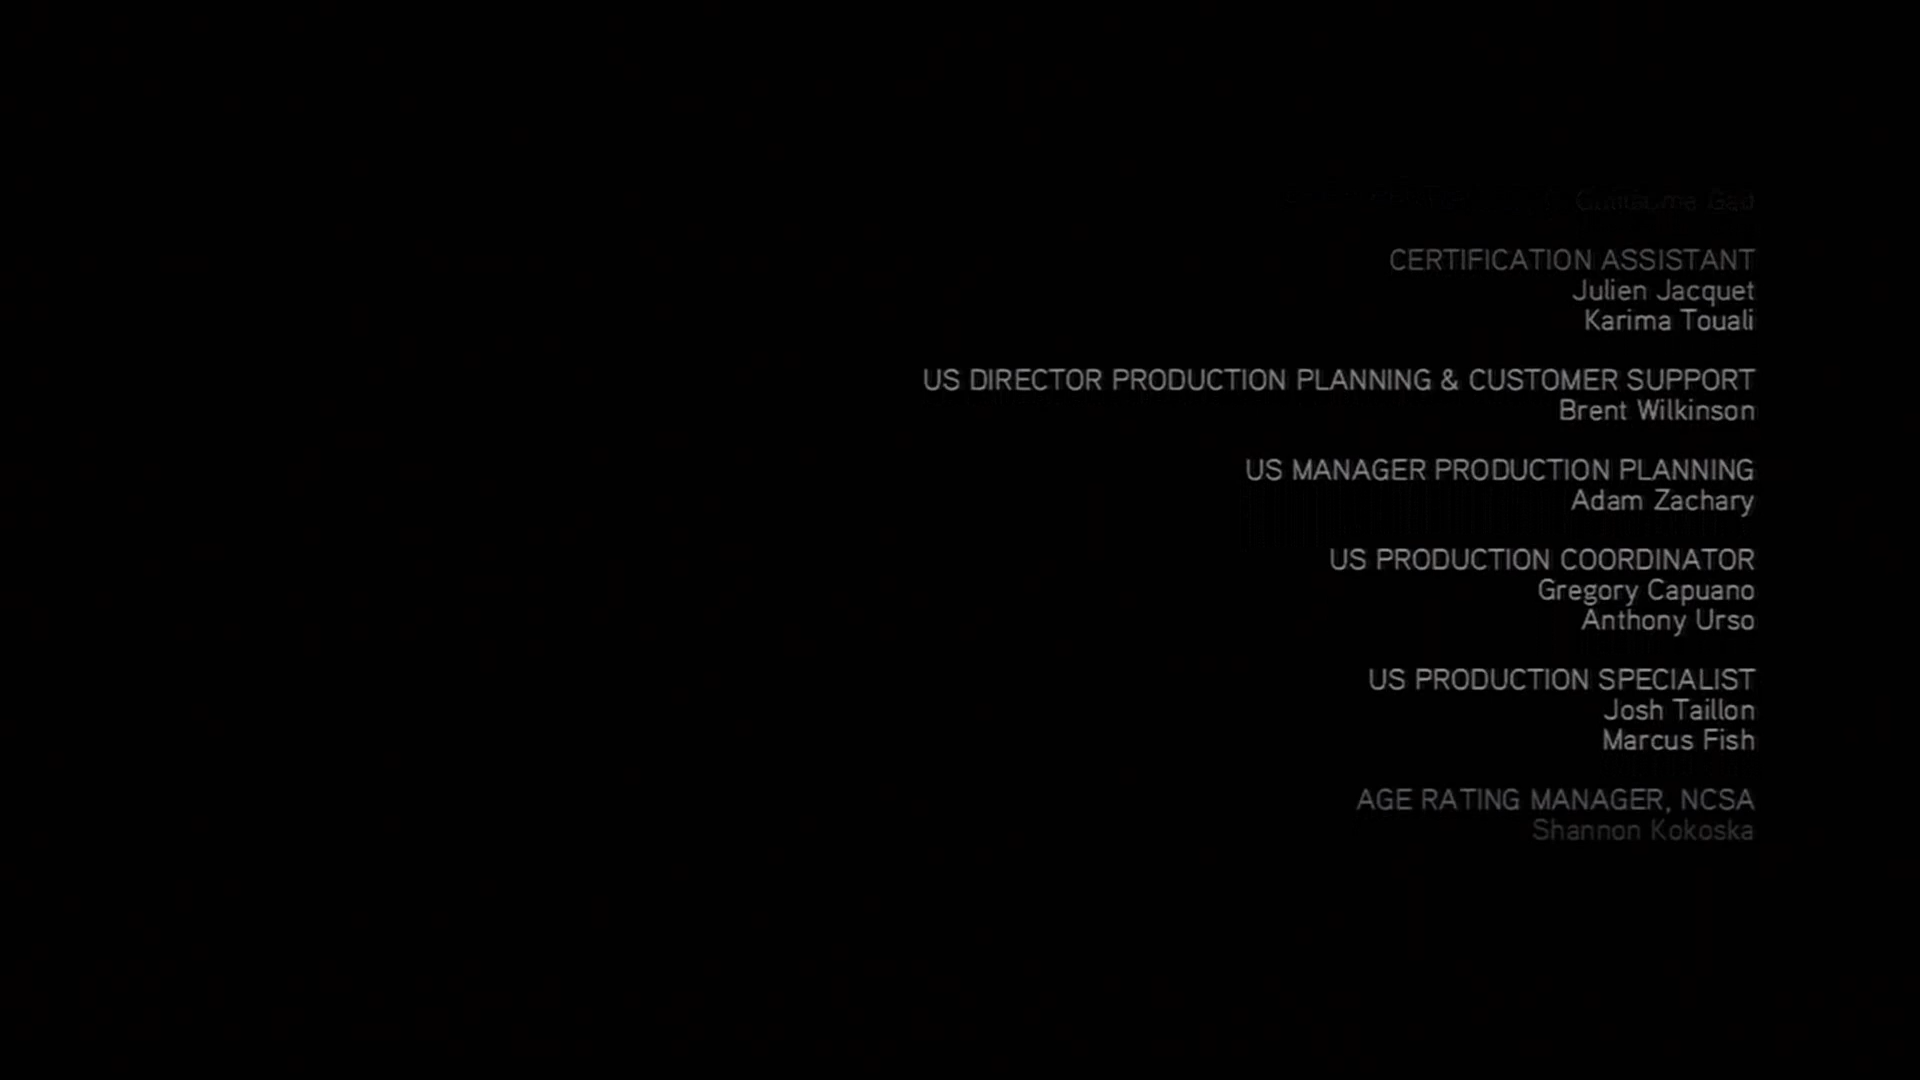 CERTIFICATION ASSISTANT
Julien Jacquet
Karima Touali
US DIRECTOR PRODUCTION PLANNING & CUSTOMER SUPPORT
Brent Wilkinson
US MANAGER PRODUCTION PLANNING
Adam Zachary
US PRODUCTION COORDINATOR
Gregory Capuano
Anthony Urso
US PRODUCTION SPECIALIST
Josh Taillon
Marcus Fish
AGE RATING MANAGER, NCSA
Shannon Kokoska